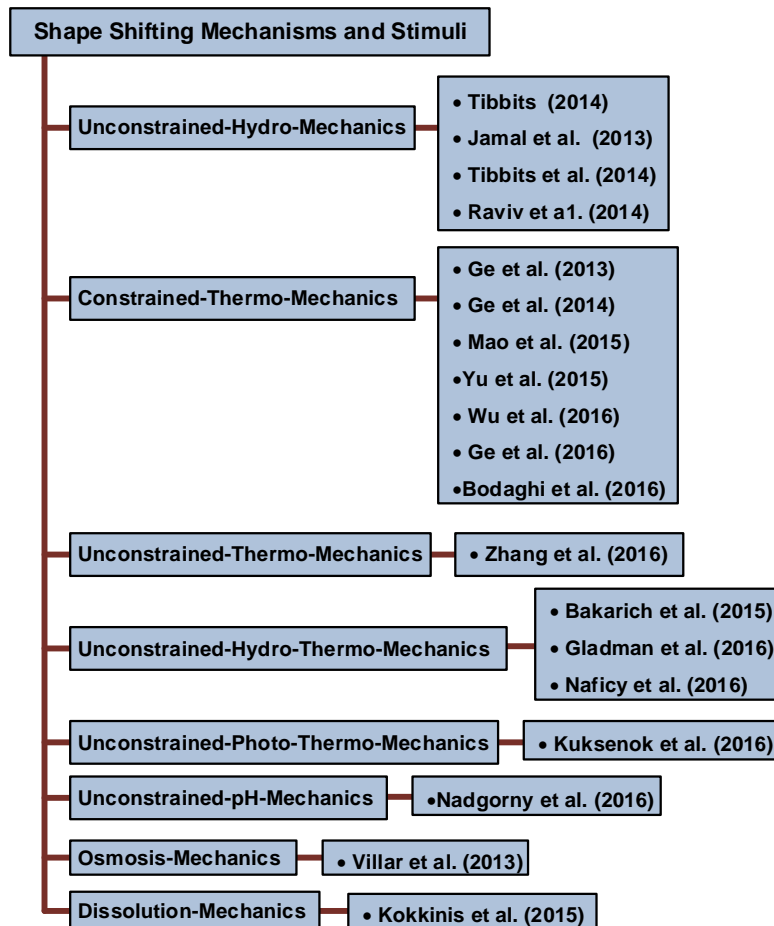 Shape Shifting Mechanisms and Stimuli
Unconstrained-Hydro-Mechanics
• Tibbits (2014)
• Jamal et al. (2013)
• Tibbits et al. (2014)
• Raviv et a1. (2014)
Constrained-Thermo-Mechanics
• Ge et al. (2013)
• Ge et al. (2014)
• Mao et al. (2015)
•Yu et al. (2015)
• Wu et al. (2016)
• Ge et al. (2016)
•Bodaghi et al. (2016)
Unconstrained-Thermo-Mechanics
• Zhang et al. (2016)
Unconstrained-Hydro-Thermo-Mechanics
• Bakarich et al. (2015)
• Gladman et al. (2016)
• Naficy et al. (2016)
Unconstrained-Photo-Thermo-Mechanics
• Kuksenok et al. (2016)
Unconstrained-pH-Mechanics
•Nadgorny et al. (2016)
Osmosis-Mechanics
• Villar et al. (2013)
Dissolution-Mechanics
• Kokkinis et al. (2015)